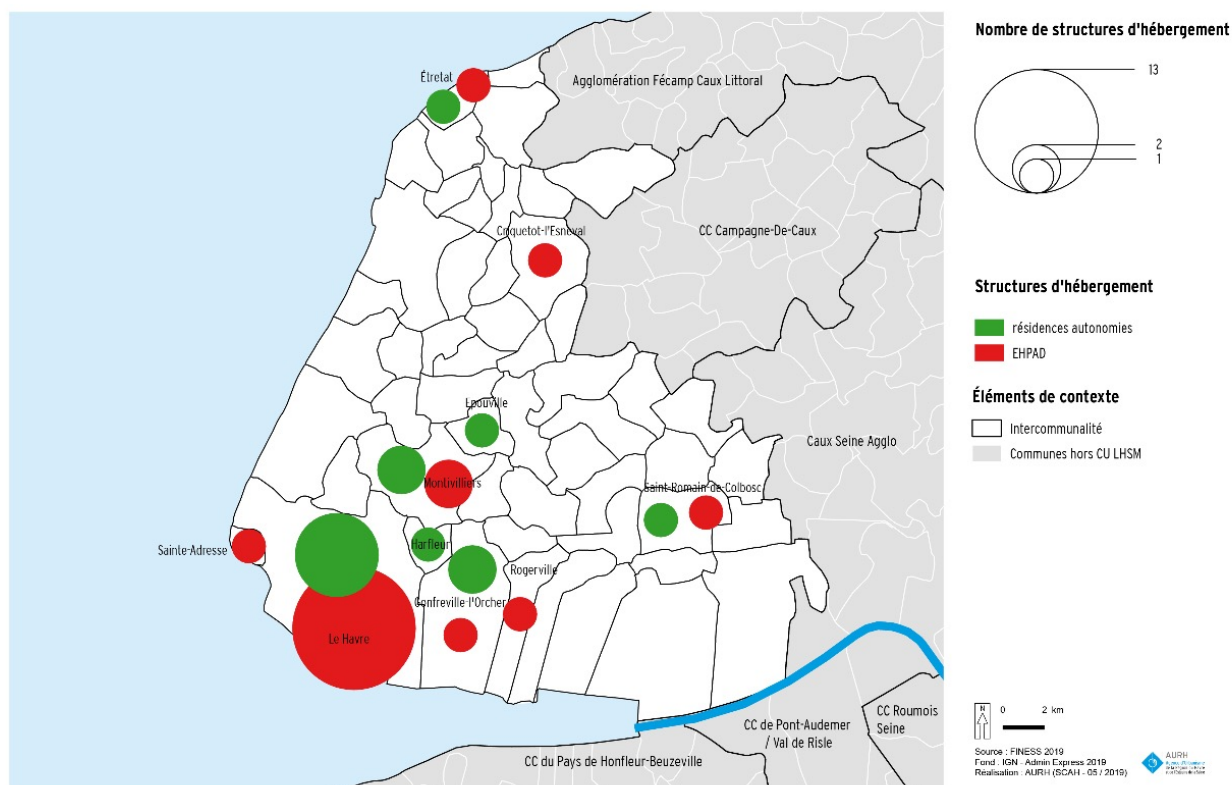 Étretat
Agglomération Fécamp Caux Littoral
Criquetot-l'Esneval
CC Campagne-De-Caux
Épouville
Caux Seine Agglo
Montivilliers
Saint-Romain-de-Colbosc
Sainte-Adresse
Harfleur
Rogerville
Gonfreville-l'Orcher
Le Havre
CC de Pont-Audemer
/ Val de Risle
CC Roumois
Seine
CC du Pays de Honfleur-Beuzeville
Nombre de structures d'hébergement
13
2
1
Structures d'hébergement
résidences autonomies
EHPAD
Éléments de contexte
Intercommunalité
Communes hors CU LHSM
N
0 2 km
Source : FINESS 2019
Fond : IGN - Admin Express 2019
Réalisation : AURH (SCAH - 05 / 2019)
AURH